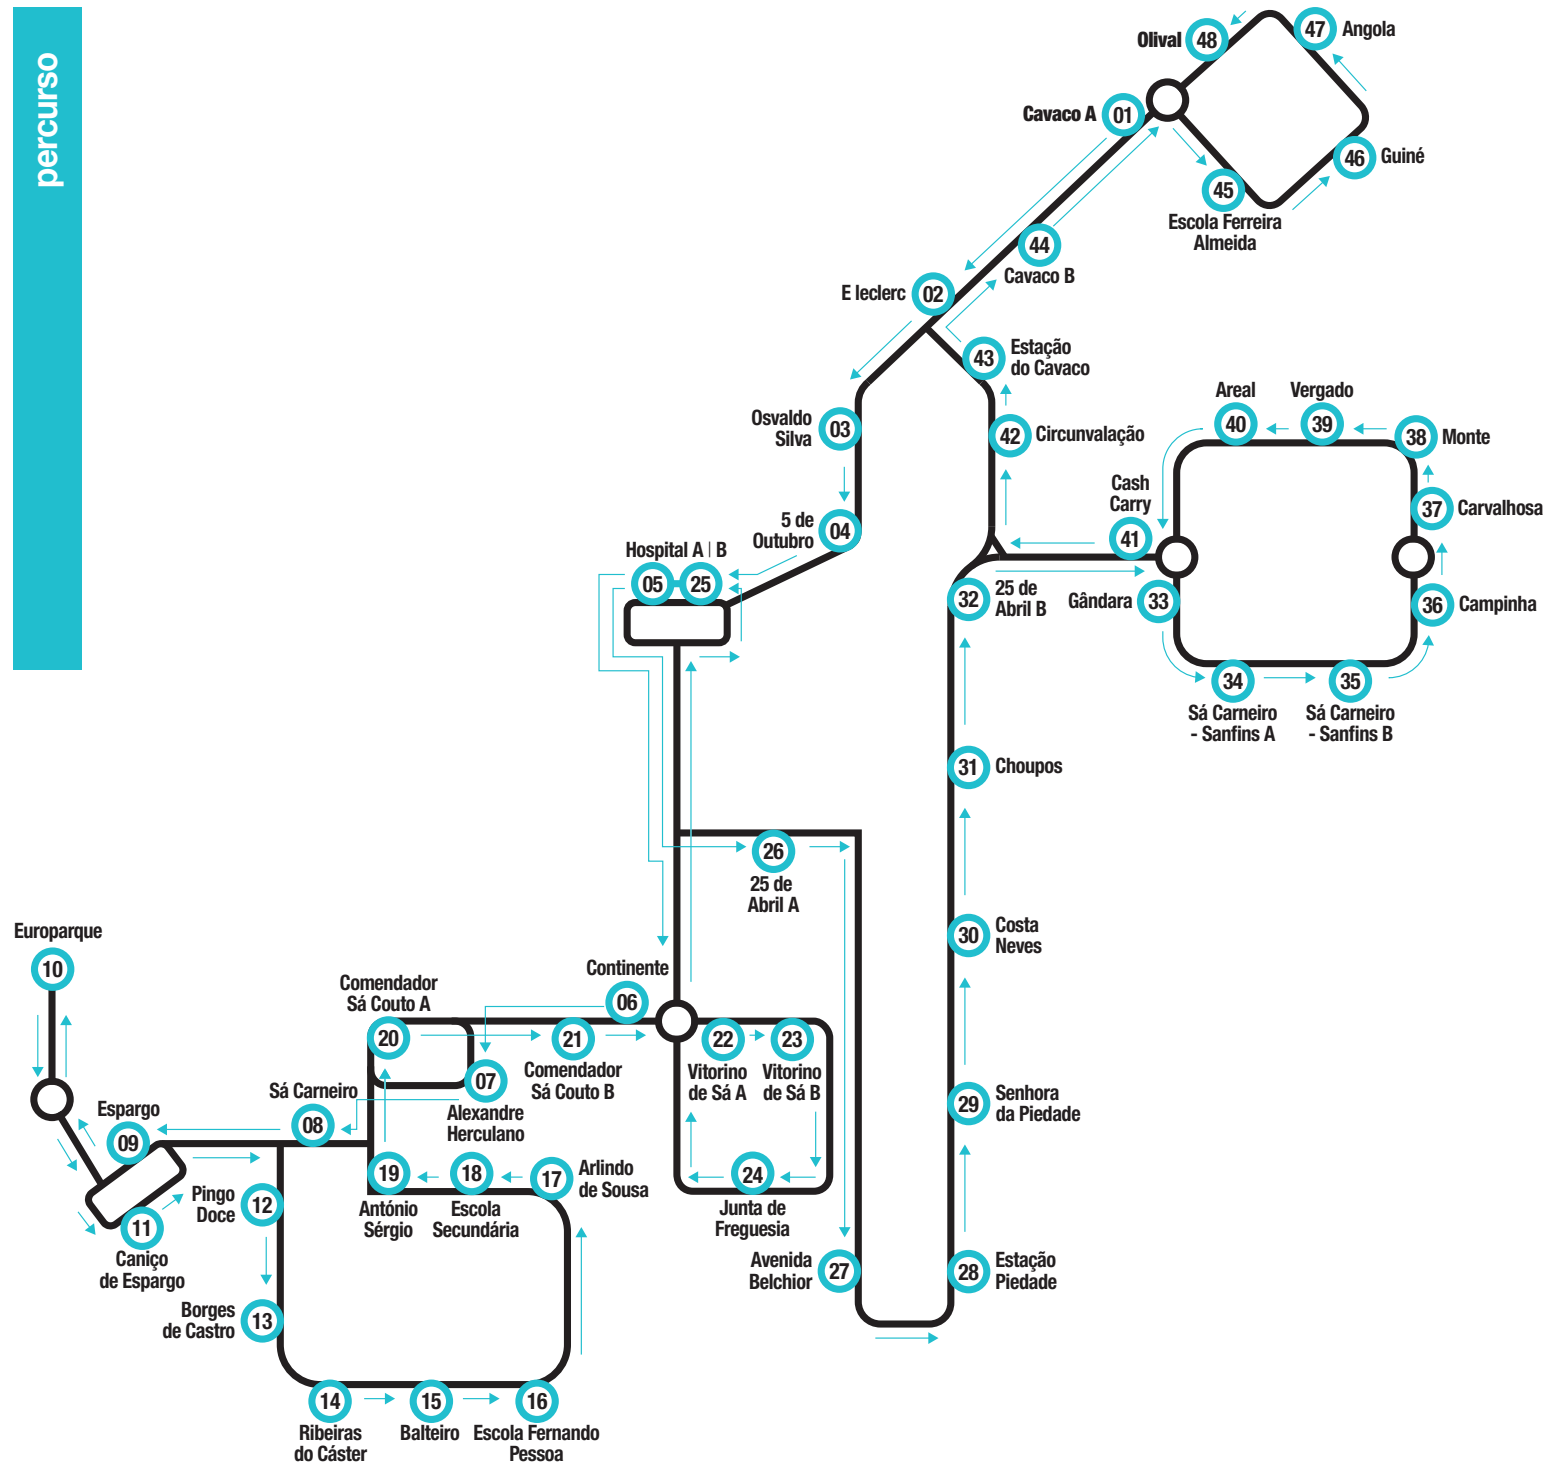 percurso
Olival
48
47
Angola
Cavaco A
01
46
Guiné
45
Escola Ferreira
Almeida
44
Cavaco B
E leclerc
02
43
Estação
do Cavaco
Osvaldo
Silva
03
42
Circunvalação
Areal
40
Vergado
39
38
Monte
Cash
Carry
41
37
Carvalhosa
5 de
Outubro
04
Hospital A | B
05
25
32
25 de
Abril B
Gândara
33
36
Campinha
34
Sá Carneiro
- Sanfins A
35
Sá Carneiro
- Sanfins B
31
Choupos
26
25 de
Abril A
30
Costa
Neves
Europarque
10
Continente
06
Comendador
Sá Couto A
20
21
Comendador
Sá Couto B
22
Vitorino
de Sá A
23
Vitorino
de Sá B
07
Alexandre
Herculano
Sá Carneiro
08
Espargo
09
29
Senhora
da Piedade
19
António
Sérgio
18
Escola
Secundária
17
Arlindo
de Sousa
24
Junta de
Freguesia
Pingo
Doce
12
11
Caniço
de Espargo
Avenida
Belchior
27
28
Estação
Piedade
Borges
de Castro
13
14
Ribeiras
do Cáster
15
Balteiro
16
Escola Fernando
Pessoa